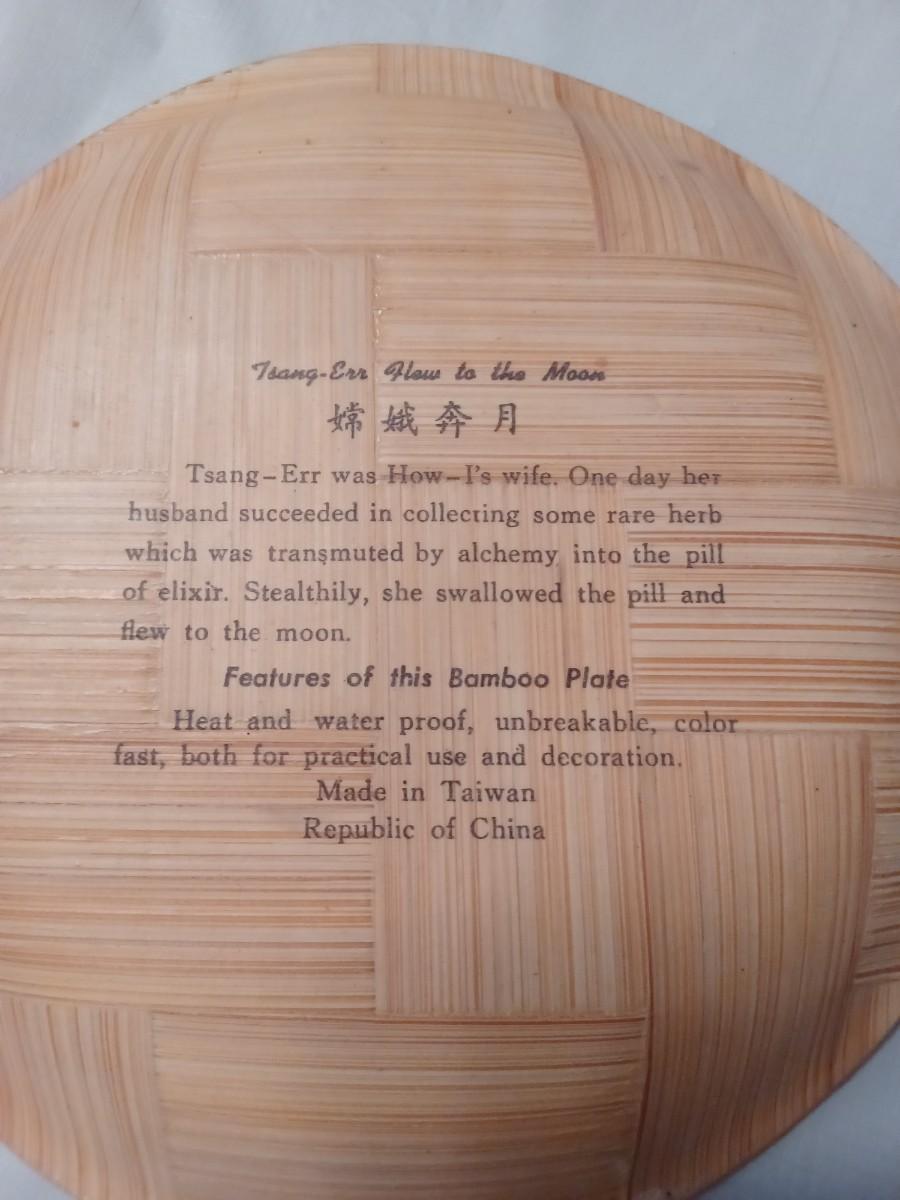 Tsang-Err Flew to the Moon
嫦娥奔月
Tsang-Err was How-I's wife. One day her
husband succeeded in collecting some rare herb
which was transmuted by alchemy into the pill
of elixir. Stealthily, she swallowed the pill and
flew to the moon.
Features of this Bamboo Plate
Heat and water proof, unbreakable, color
fast, both for practical use and decoration.
Made in Taiwan
Republic of China